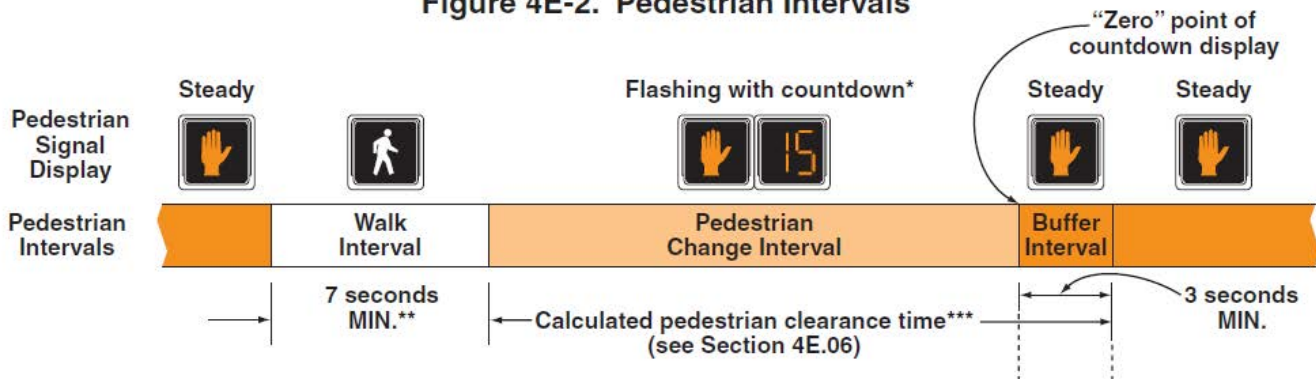 Figure 4E-2. Pedestrian Intervals
“Zero” point of
countdown display
Steady
Flashing with countdown*
Steady
Steady
Pedestrian
Signal
Display
15
Pedestrian
Intervals
Walk
Interval
Pedestrian
Change Interval
Buffer
Interval
7 seconds
MIN.**
Calculated pedestrian clearance time***
(see Section 4E.06)
3 seconds
MIN.